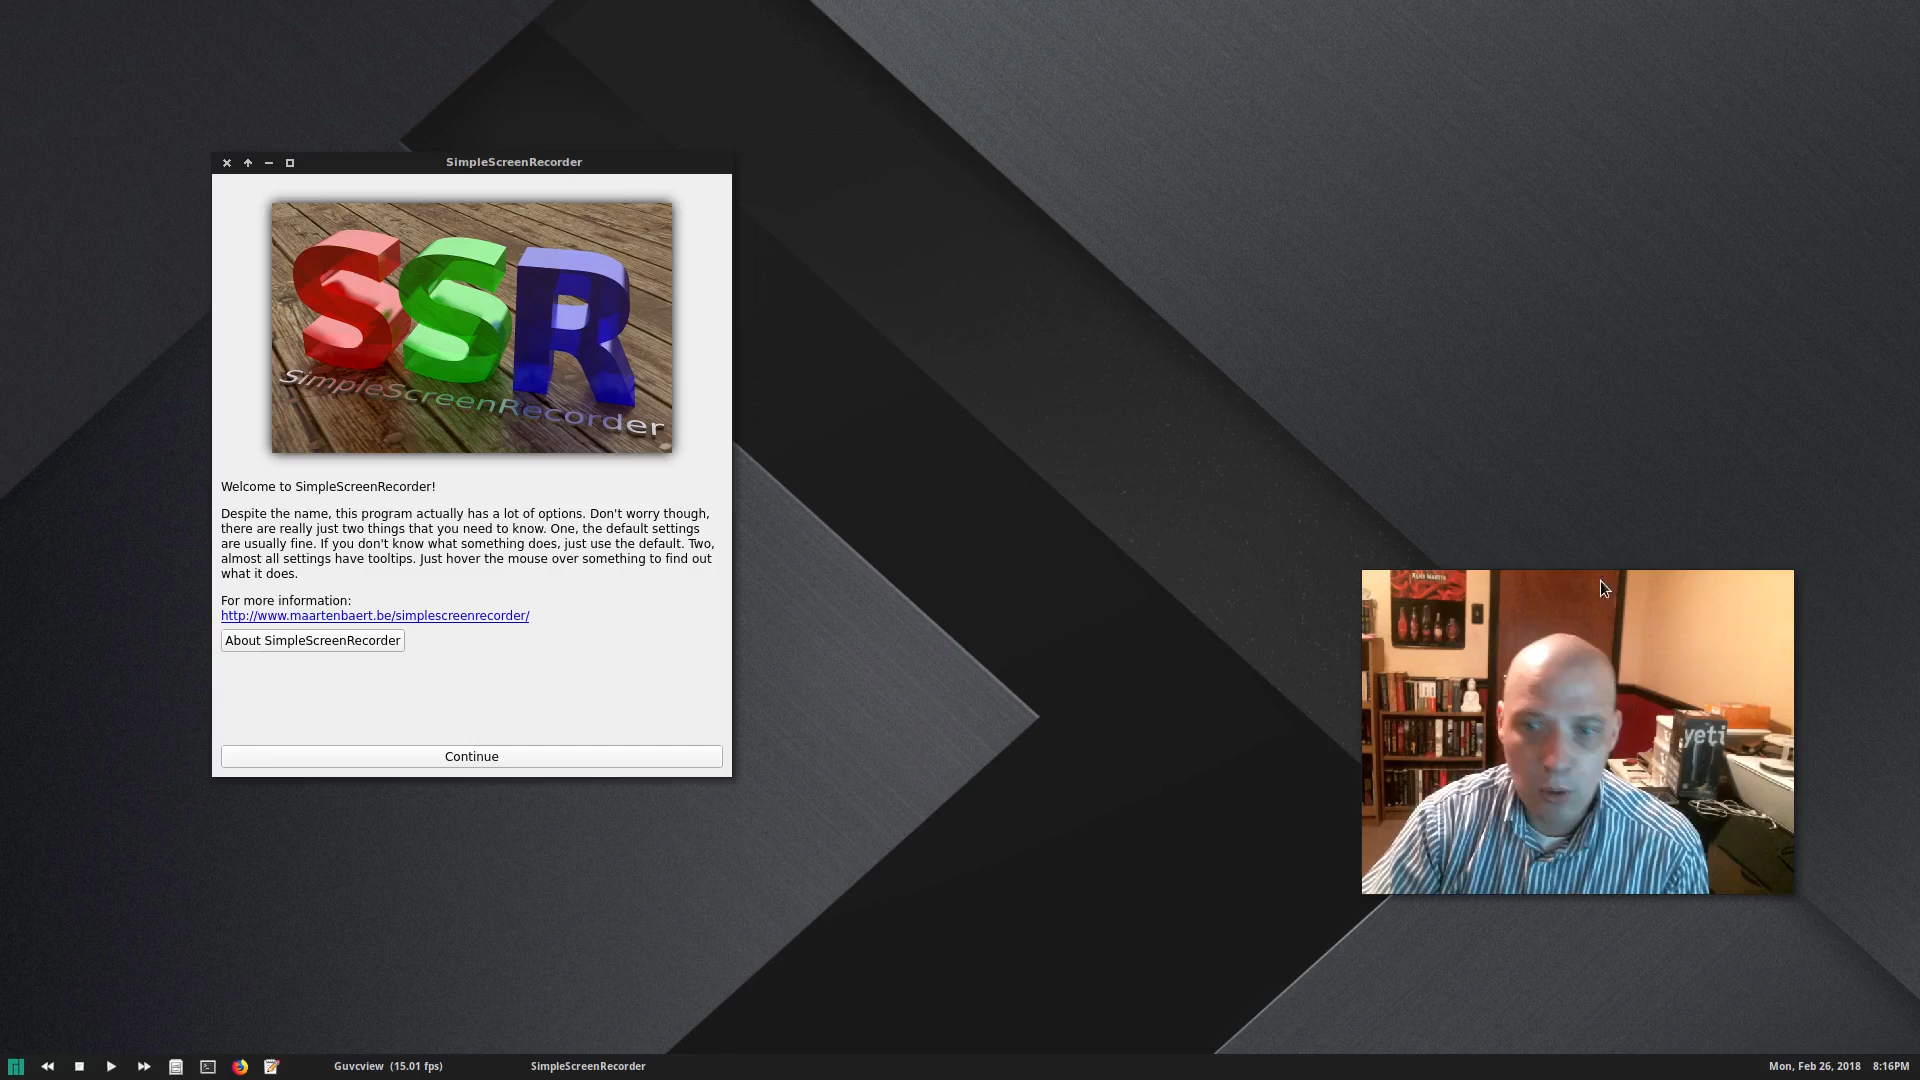 SimpleScreenRecorder
SSR
SimpleScreenRecorder
Welcome to SimpleScreenRecorder!
Despite the name, this program actually has a lot of options. Don't worry though,
there are really just two things that you need to know. One, the default settings
are usually fine. If you don't know what something does, just use the default. Two,
almost all settings have tooltips. Just hover the mouse over something to find out
what it does.
For more information:
http://www.maartenbaert.be/simplescreenrecorder/
About SimpleScreenRecorder
Continue
RÉMY MARTIN
yeti
Guvcview (15.01 fps)
SimpleScreenRecorder
Mon, Feb 26, 2018 8:16PM